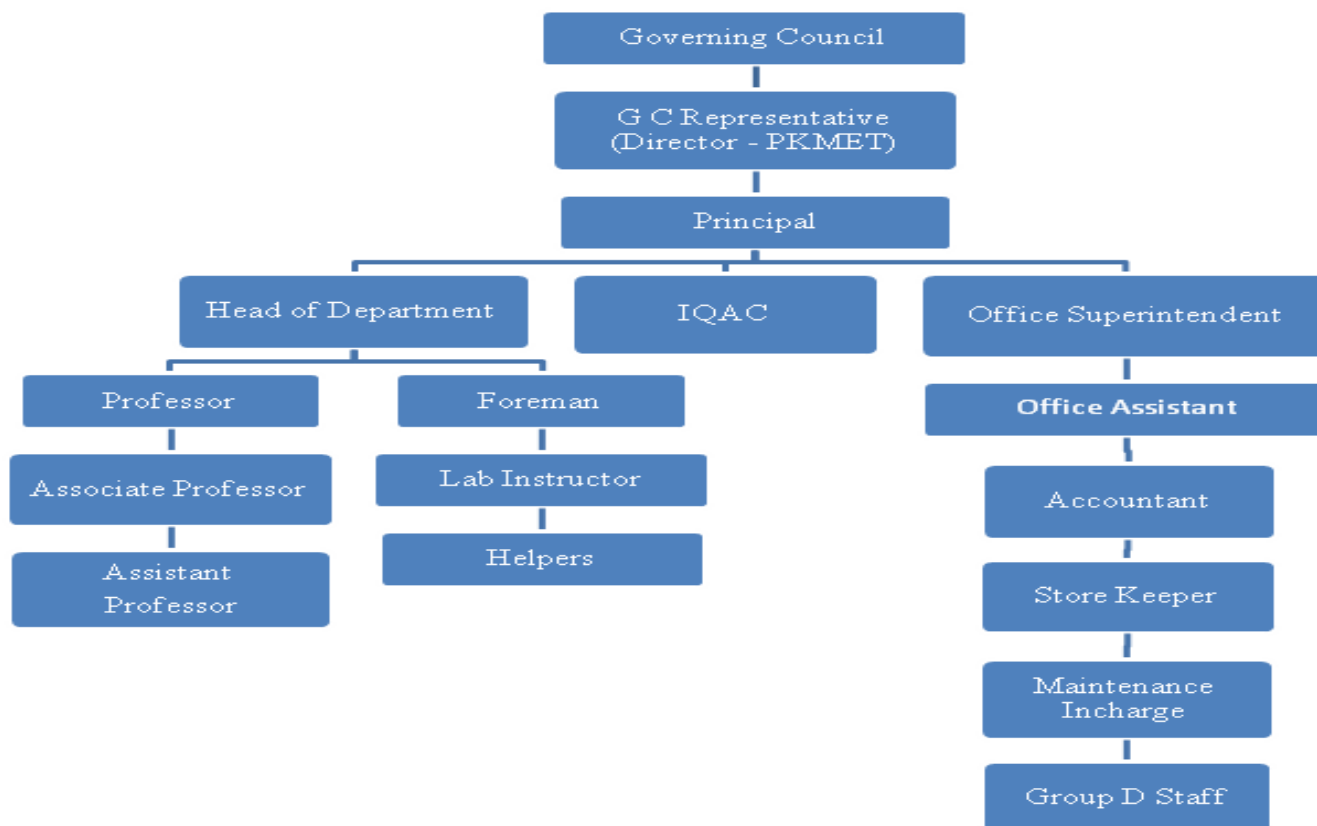 Governing Council
G C Representative
(Director - PKMET)
Principal
Head of Department
IQAC
Office Superintendent
Professor
Foreman
Office Assistant
Associate Professor
Lab Instructor
Accountant
Assistant
Professor
Helpers
Store Keeper
Maintenance
Incharge
Group D Staff